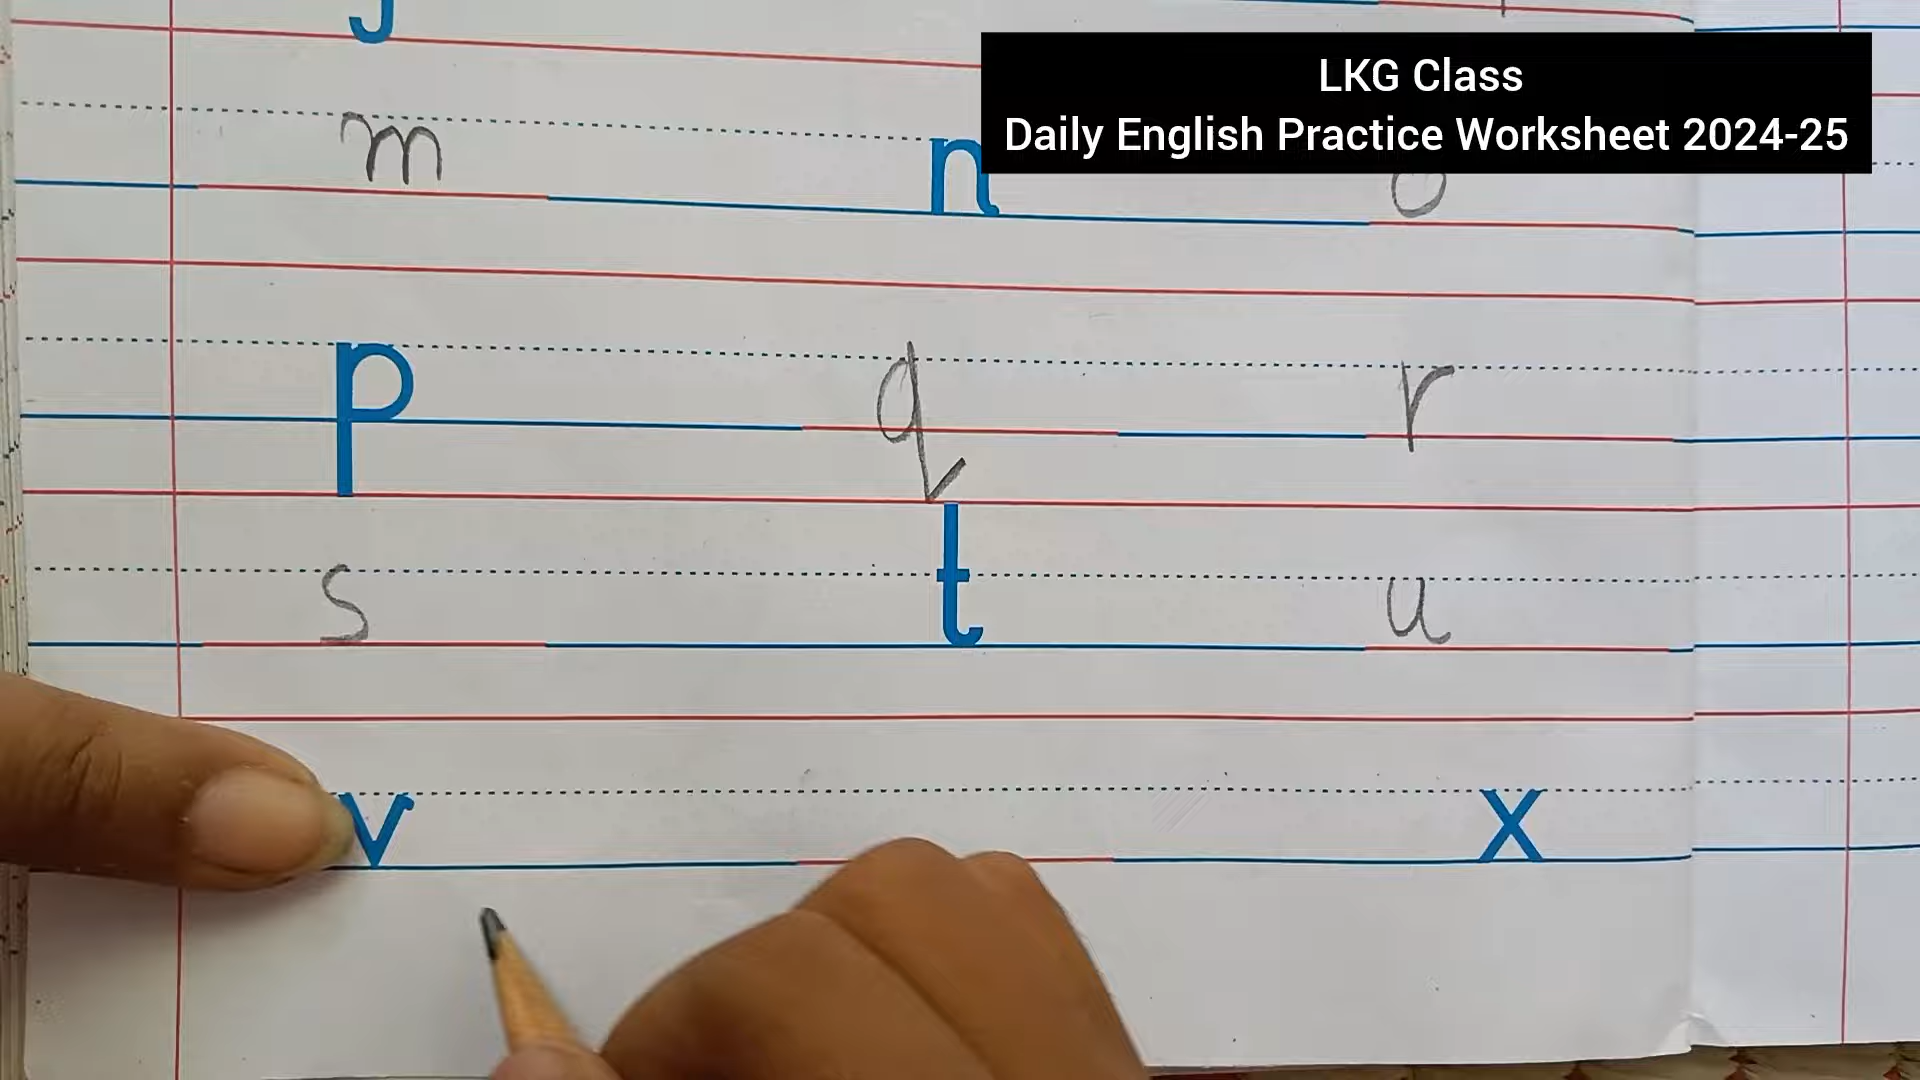 j
LKG Class
Daily English Practice Worksheet 2024-25
m n o
p q r
s t u
v x